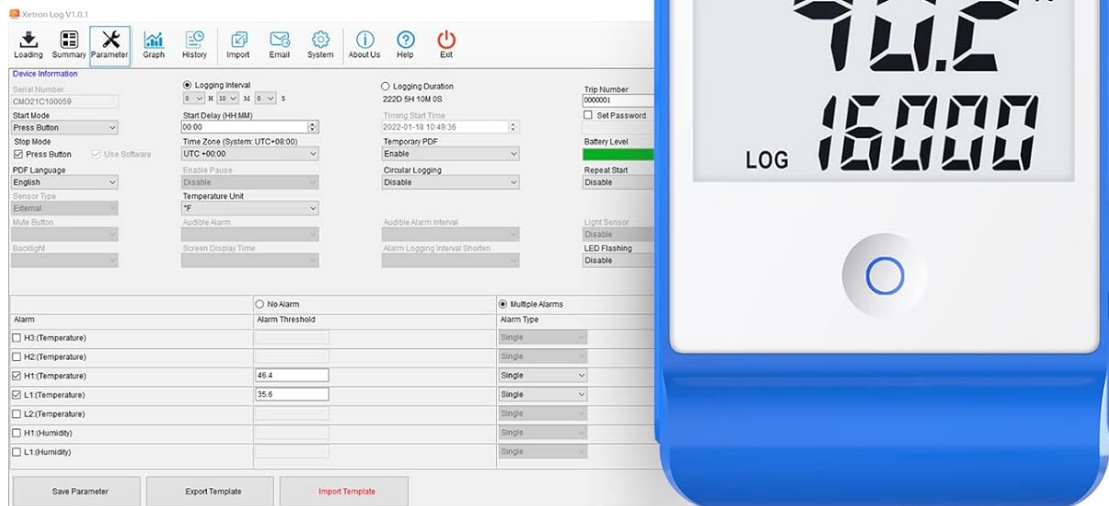 Xetron Log V1.0.1
Loading Summary Parameter Graph History Import Email System About Us Help Exit
Device Information
Serial Number
CMO21C100059
Logging Interval
0 H 10 M 0 S
Logging Duration
222D 5H 10M 0S
Trip Number
0000001
Start Mode
Press Button
Start Delay (HH:MM)
00:00
Timing Start Time
2022-01-18 10:49:36
Set Password
Stop Mode
Press Button Use Software
Time Zone (System: UTC+08:00)
UTC +00:00
Temporary PDF
Enable
Battery Level
PDF Language
English
Enable Pause
Disable
Circular Logging
Disable
Repeat Start
Disable
Sensor Type
External
Temperature Unit
°F
Mute Button
Audible Alarm
Audible Alarm Interval
Light Sensor
Disable
Backlight
Screen Display Time
Alarm Logging Interval Shorten
LED Flashing
Disable
No Alarm Multiple Alarms
Alarm Alarm Threshold Alarm Type
H3:(Temperature) Single
H2:(Temperature) Single
H1:(Temperature) 46.4 Single
L1:(Temperature) 35.6 Single
L2:(Temperature) Single
H1:(Humidity) Single
L1:(Humidity) Single
Save Parameter Export Template Import Template
LOG 16000